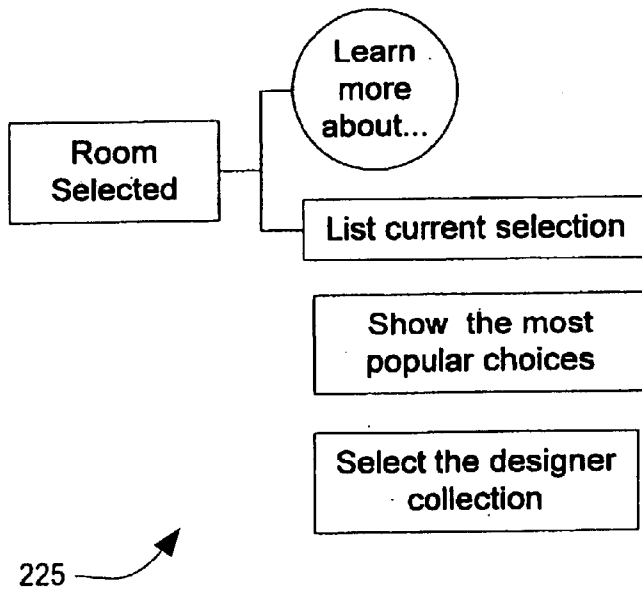 Learn
more
about...
Room
Selected
List current selection
Show the most
popular choices
Select the designer
collection
225